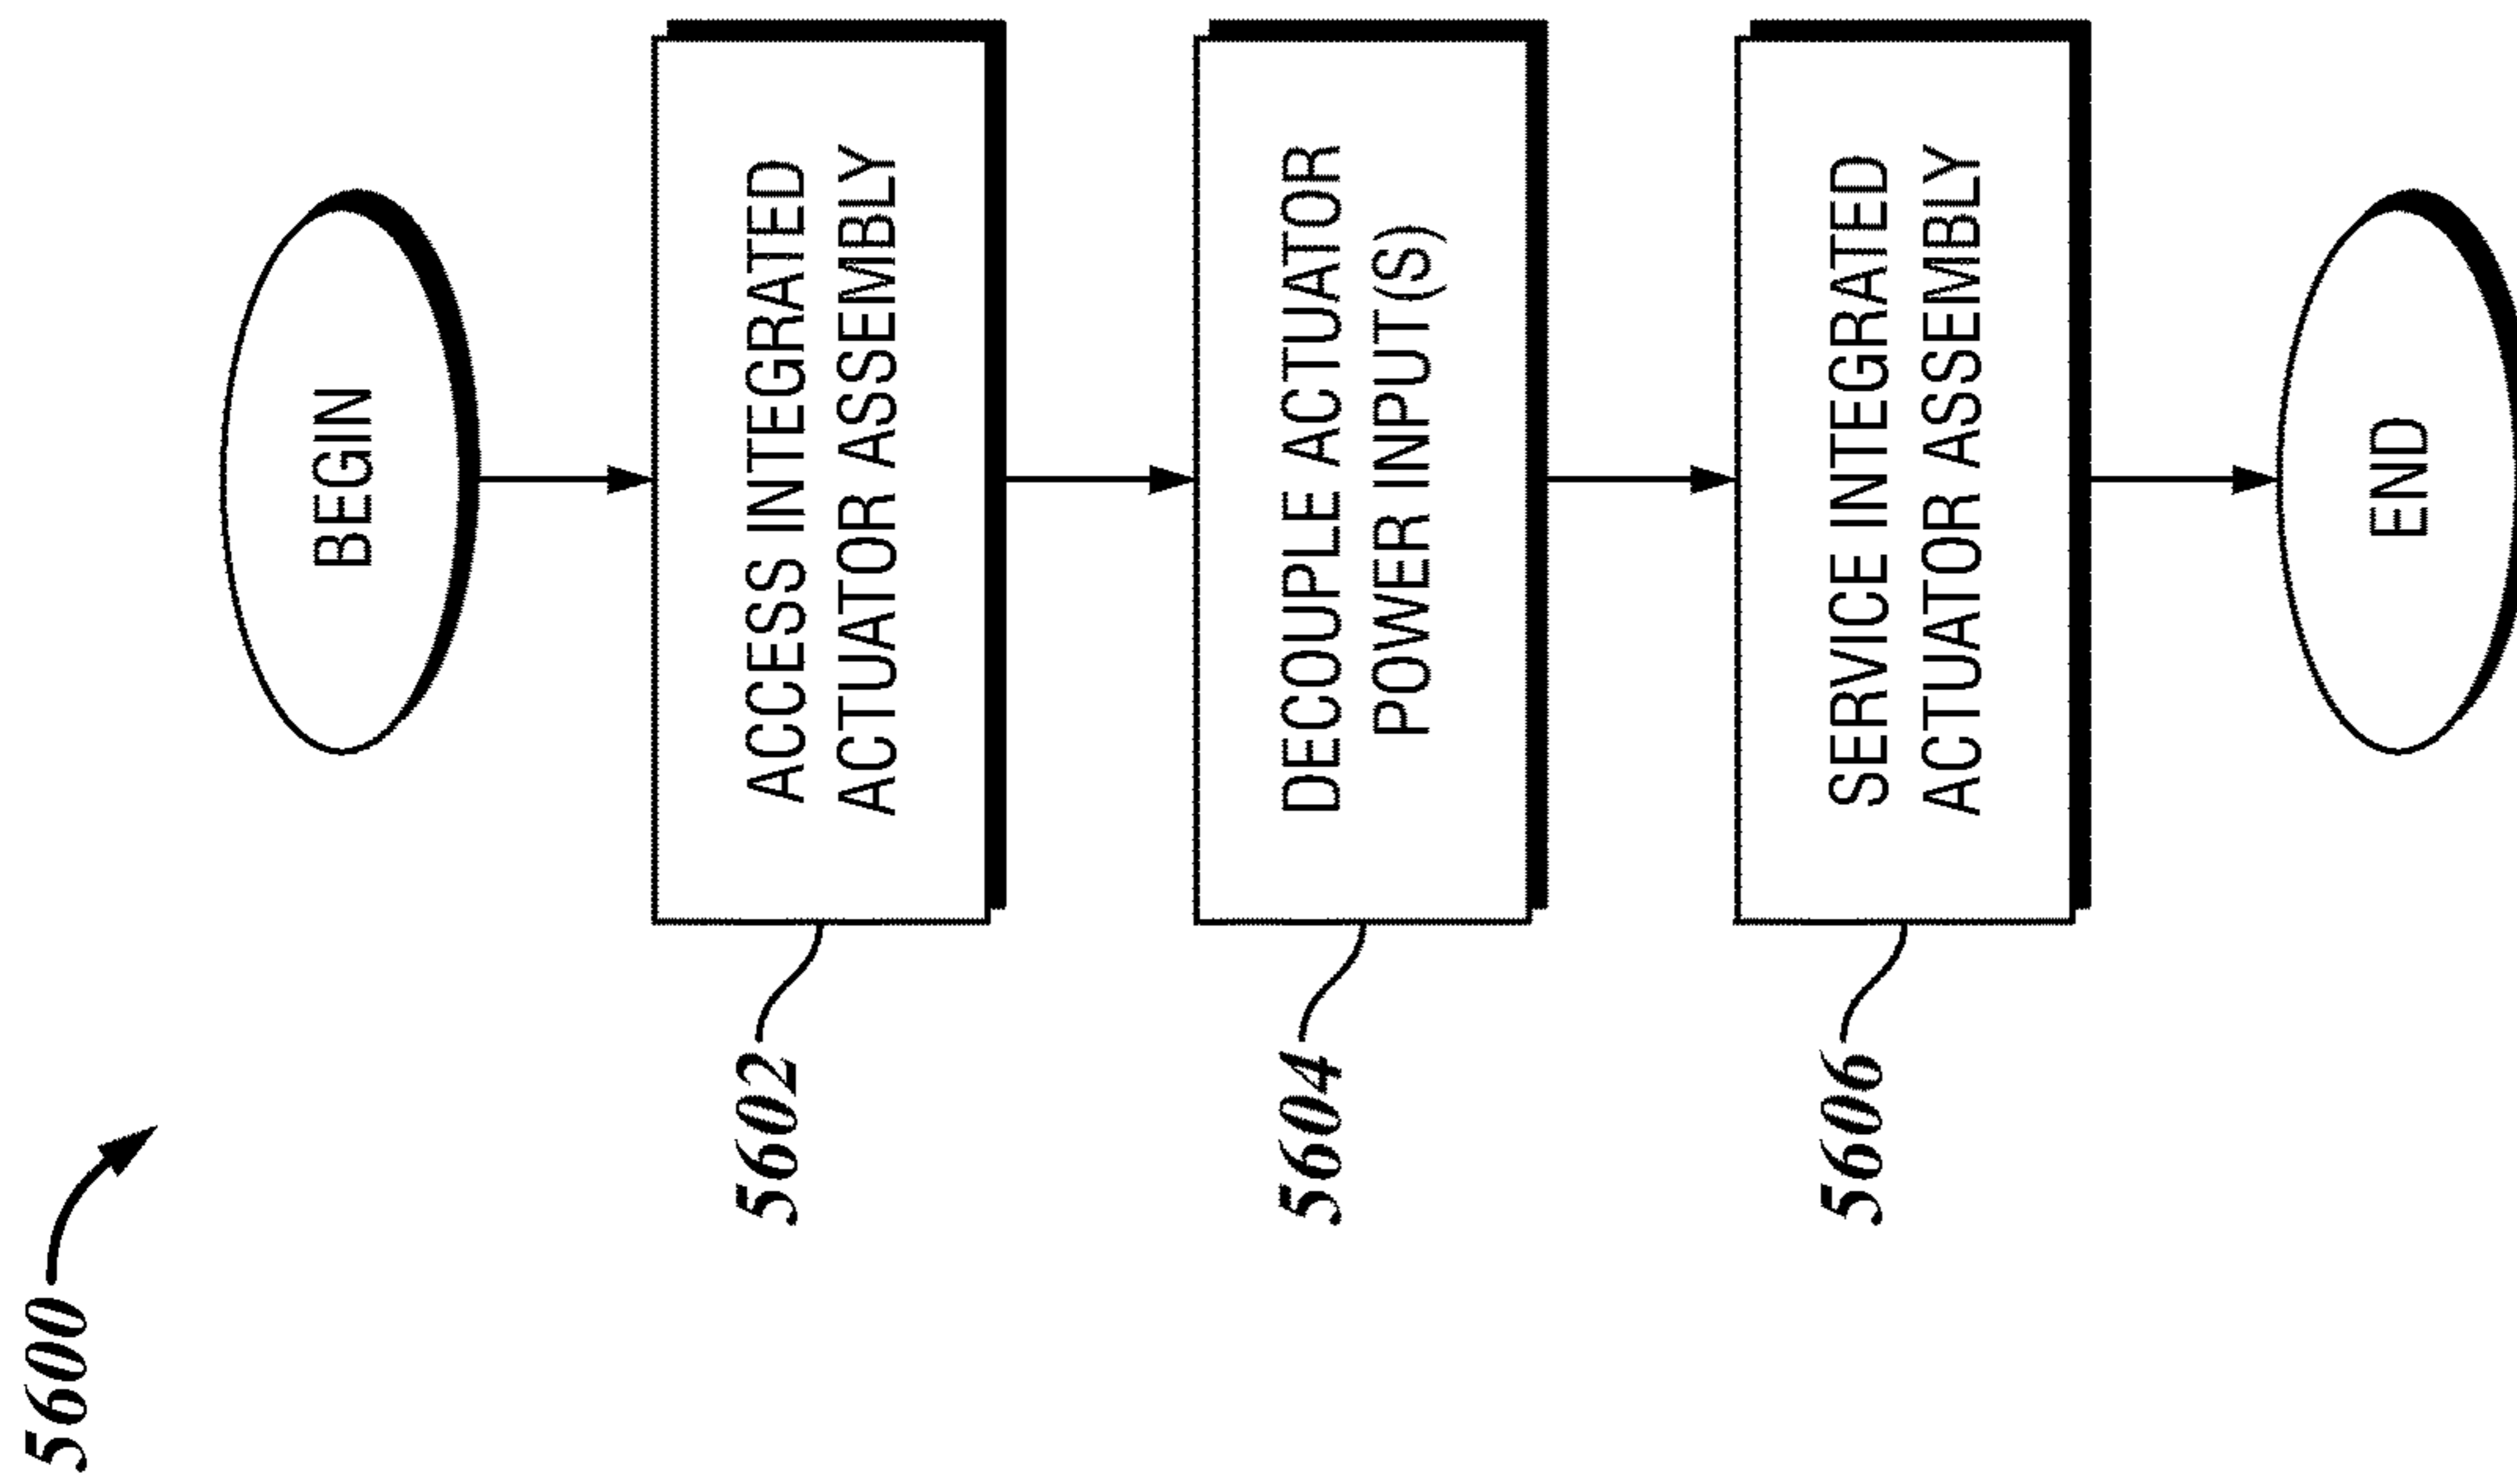 5600
BEGIN
5602
ACCESS INTEGRATED
ACTUATOR ASSEMBLY
5604
DECOUPLE ACTUATOR
POWER INPUT(S)
5606
SERVICE INTEGRATED
ACTUATOR ASSEMBLY
END